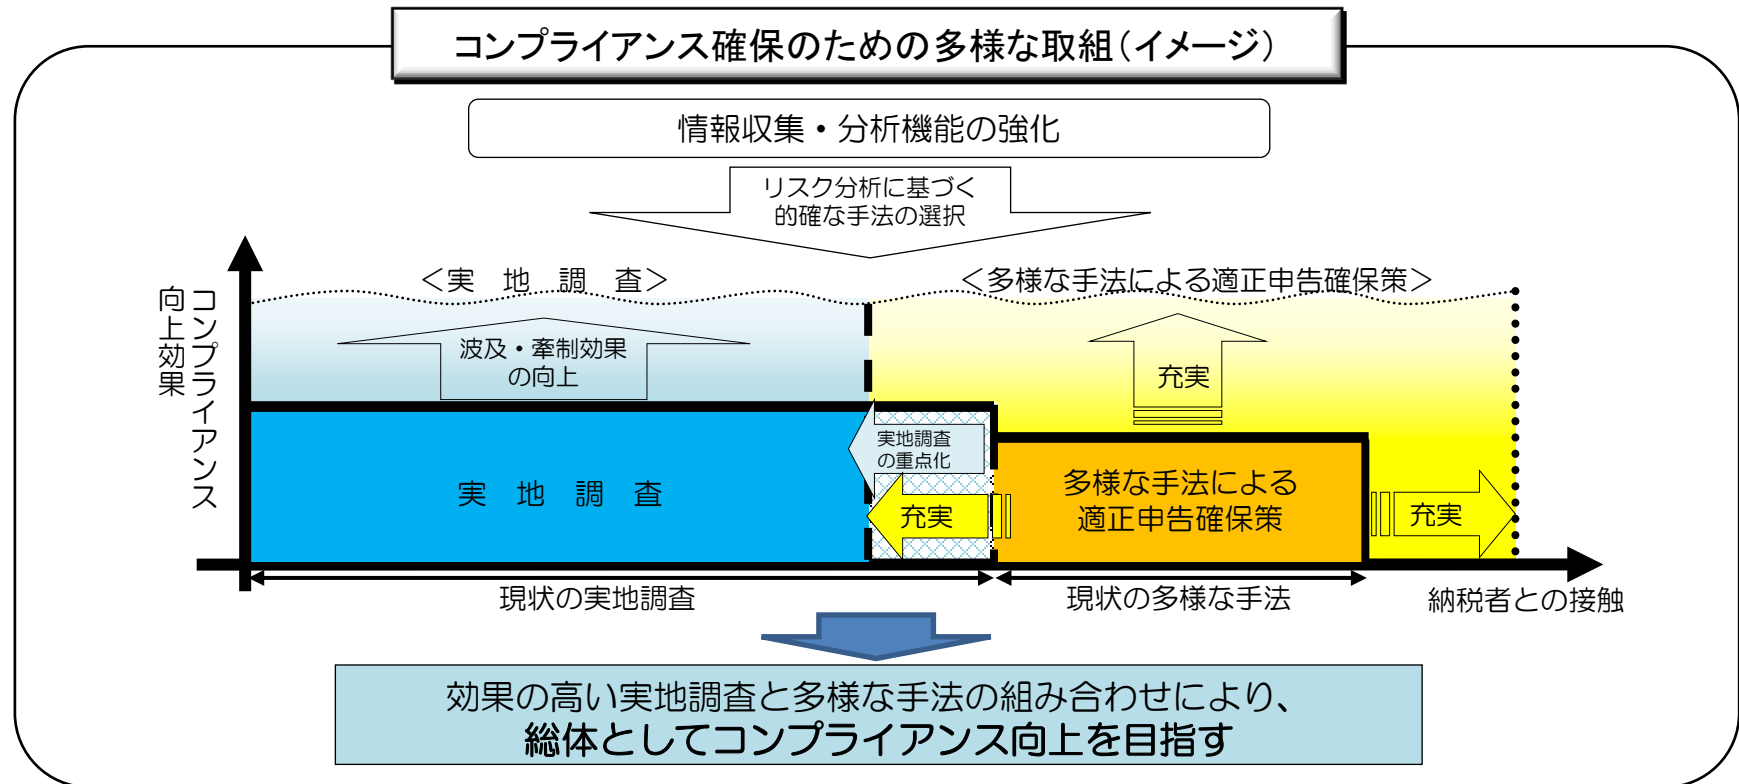 コンプライアンス確保のための多様な取組（イメージ）
情報収集・分析機能の強化
リスク分析に基づく
的確な手法の選択
＜実　地　調　査＞
＜多様な手法による適正申告確保策＞
コンプライアンス
向上効果
波及・牽制効果
の向上
充実
実地調査
の重点化
実　地　調　査
充実
多様な手法による
適正申告確保策
充実
現状の実地調査
現状の多様な手法
納税者との接触
効果の高い実地調査と多様な手法の組み合わせにより、
総体としてコンプライアンス向上を目指す